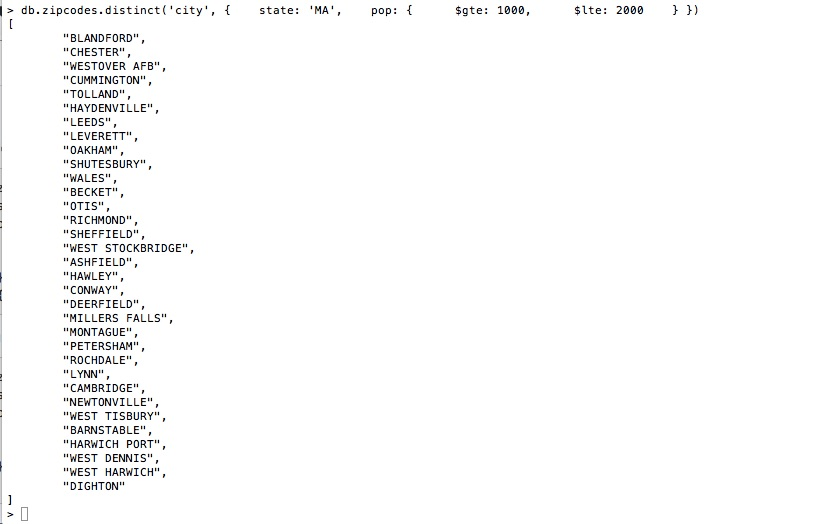 > db.zipcodes.distinct('city', {    state: 'MA',    pop: {      $gte: 1000,      $lte: 2000    } })
[
        "BLANDFORD",
        "CHESTER",
        "WESTOVER AFB",
        "CUMMINGTON",
        "TOLLAND",
        "HAYDENVILLE",
        "LEEDS",
        "LEVERETT",
        "OAKHAM",
        "SHUTESBURY",
        "WALES",
        "BECKET",
        "OTIS",
        "RICHMOND",
        "SHEFFIELD",
        "WEST STOCKBRIDGE",
        "ASHFIELD",
        "HAWLEY",
        "CONWAY",
        "DEERFIELD",
        "MILLERS FALLS",
        "MONTAGUE",
        "PETERSHAM",
        "ROCHDALE",
        "LYNN",
        "CAMBRIDGE",
        "NEWTONVILLE",
        "WEST TISBURY",
        "BARNSTABLE",
        "HARWICH PORT",
        "WEST DENNIS",
        "WEST HARWICH",
        "DIGHTON"
]
>